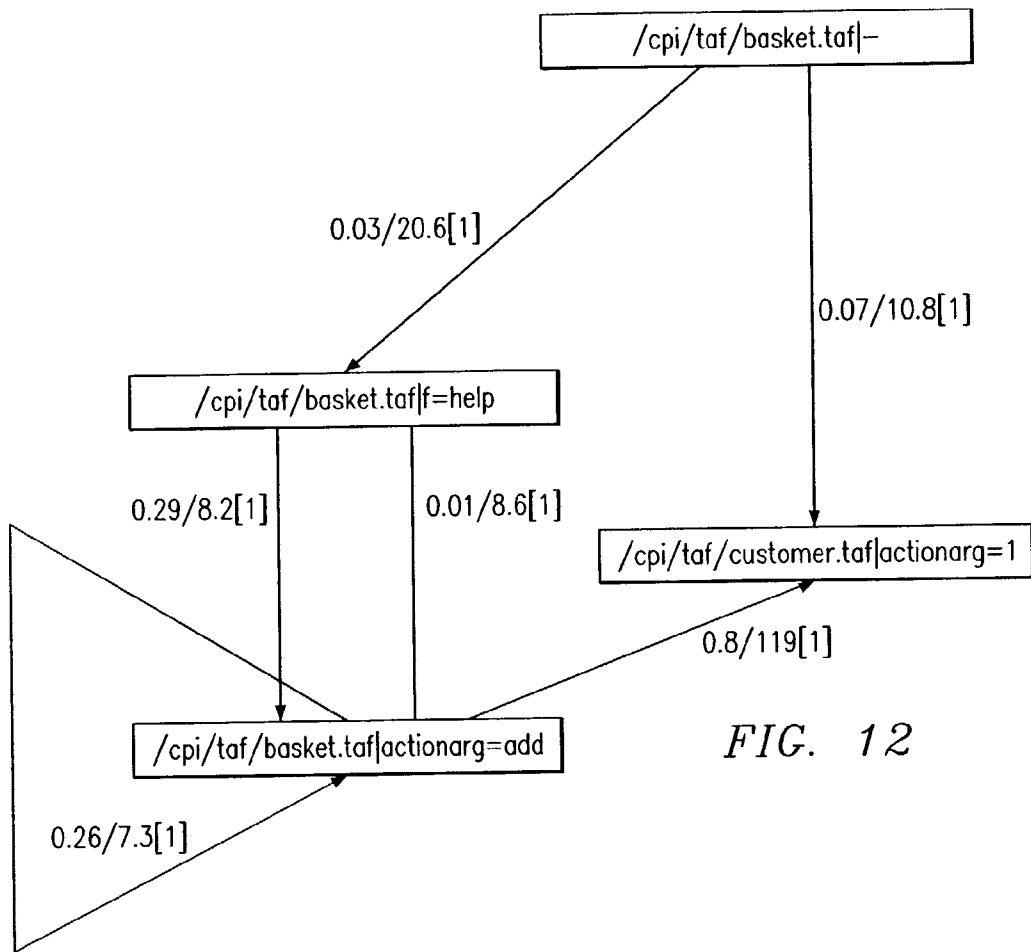 /cpi/taf/basket.taf|–
0.03/20.6[1]
0.07/10.8[1]
/cpi/taf/basket.taf|f=help
0.29/8.2[1]
0.01/8.6[1]
/cpi/taf/customer.taf|actionarg=1
0.8/119[1]
/cpi/taf/basket.taf|actionarg=add
FIG. 12
0.26/7.3[1]